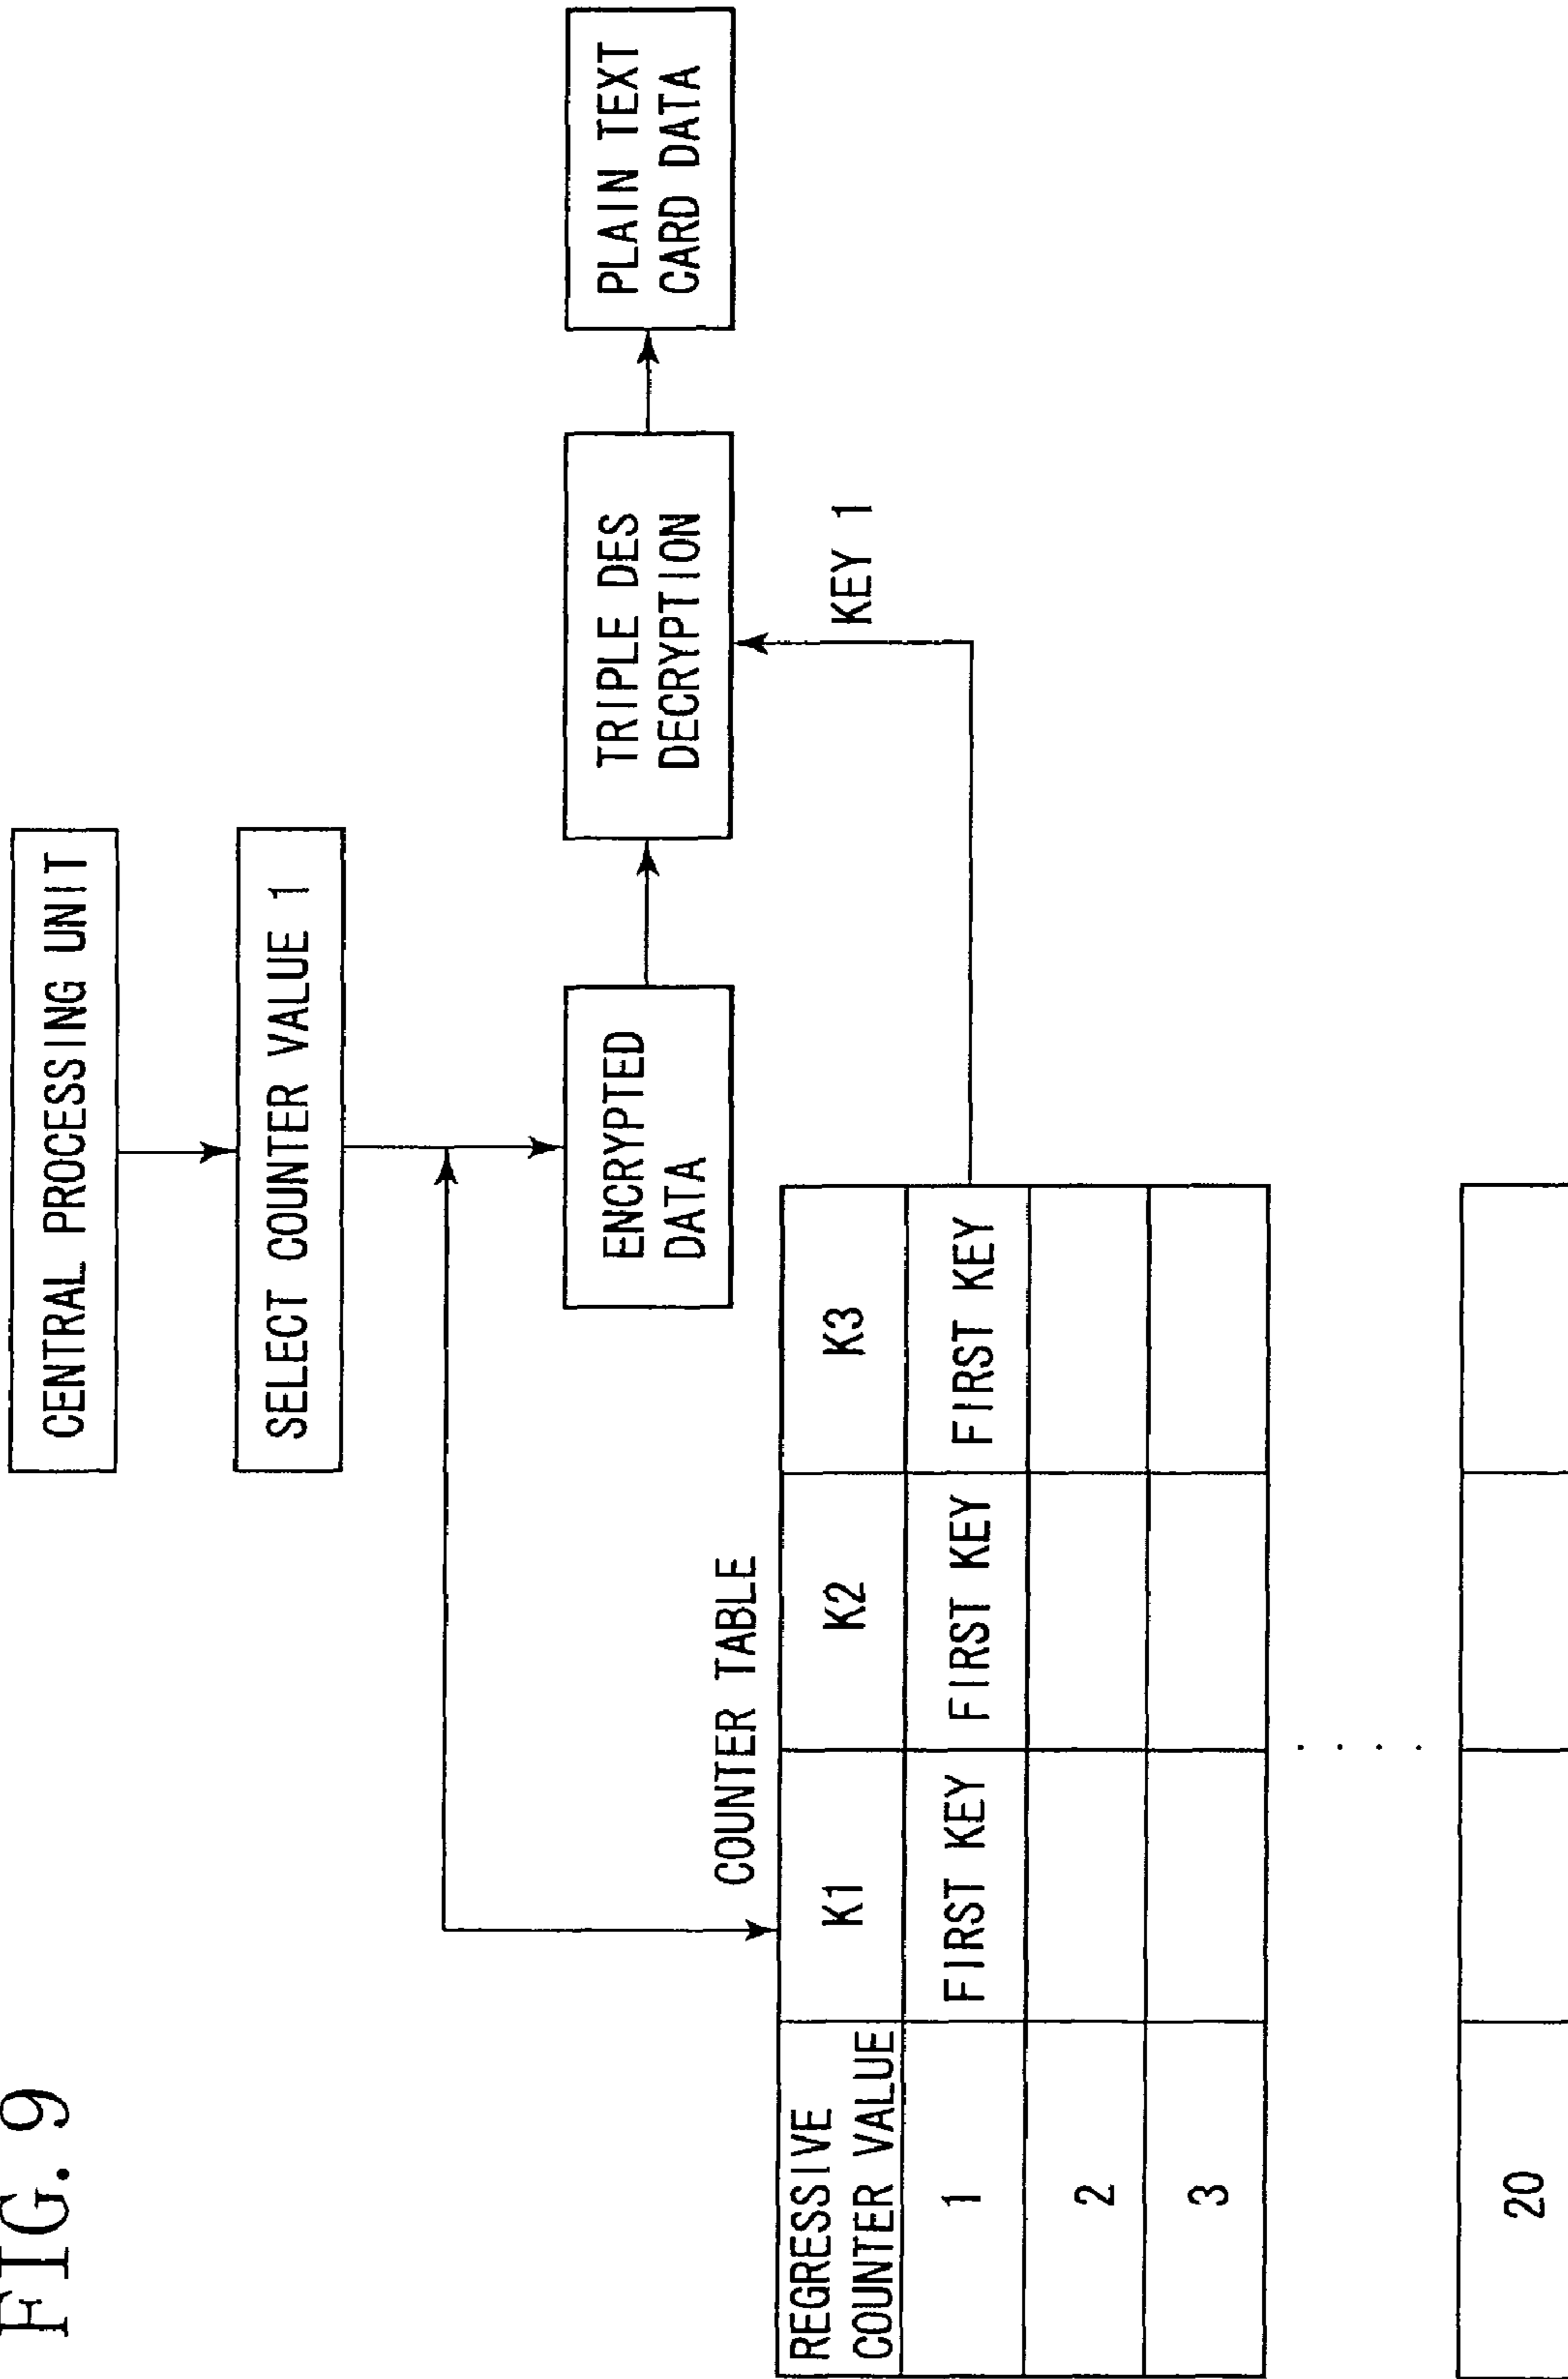 FIG. 9
CENTRAL PROCESSING UNIT
SELECT COUNTER VALUE 1
ENCRYPTED
DATA
TRIPLE DES
DECRYPTION
PLAIN TEXT
CARD DATA
KEY 1
COUNTER TABLE
REGRESSIVE
COUNTER VALUE
K1
K2
K3
1
FIRST KEY
FIRST KEY
FIRST KEY
2
3
. . . .
20